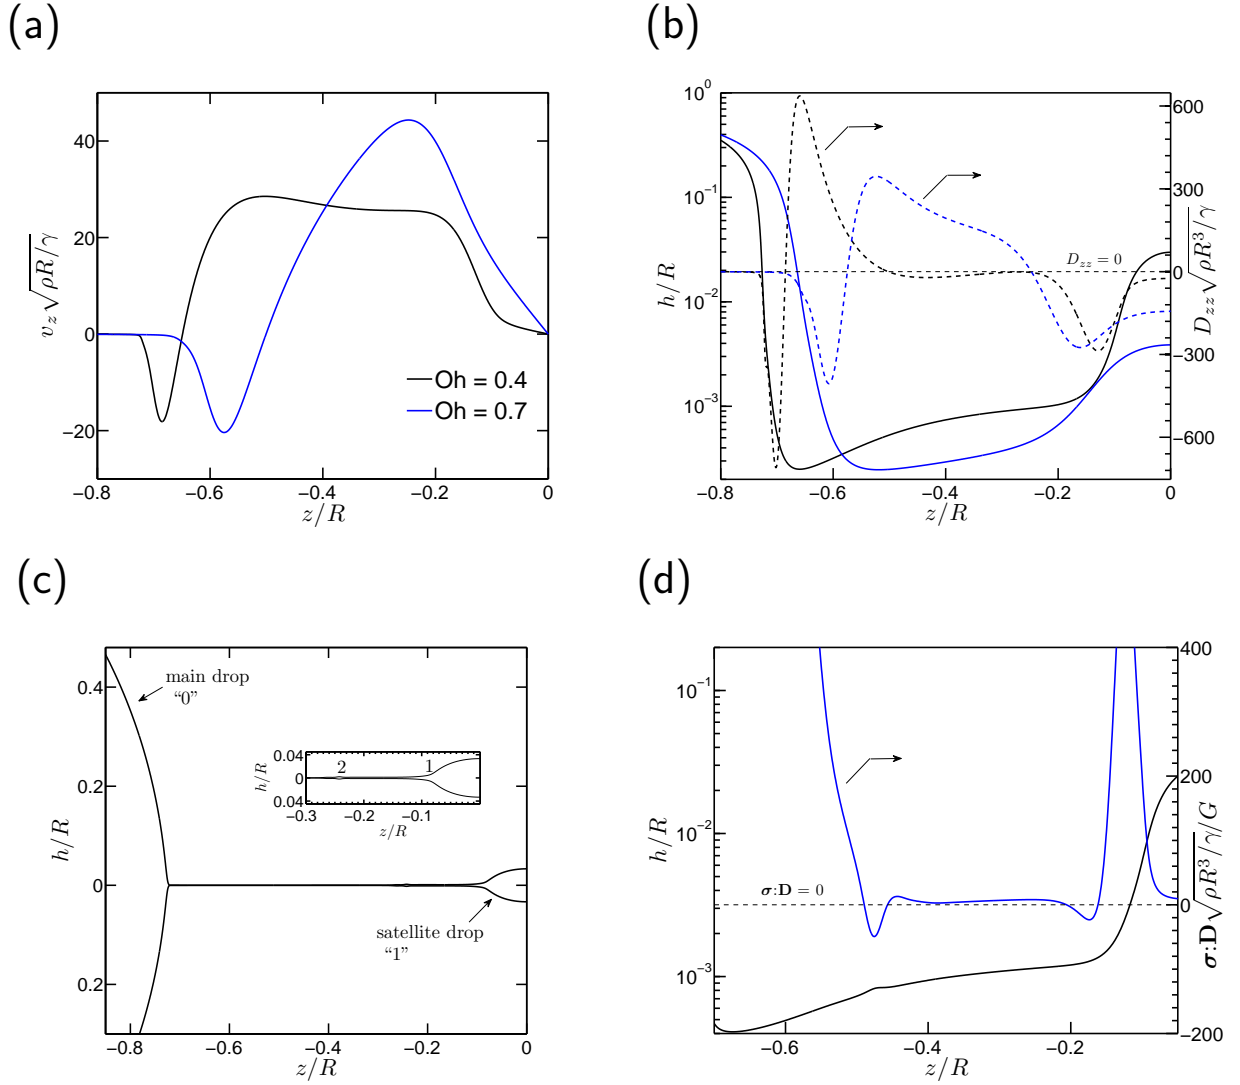 (a)
40
20
0
−20
−0.8 −0.6 −0.4 −0.2 0
z/R
v_z√ρR/γ
Oh = 0.4
Oh = 0.7
(b)
10^0
10^−1
10^−2
10^−3
h/R
−0.8 −0.6 −0.4 −0.2 0
z/R
600
300
0
−300
−600
D_zz√ρR^3/γ
D_zz = 0
(c)
0.4
0.2
0
0.2
h/R
−0.8 −0.6 −0.4 −0.2 0
z/R
main drop
“0”
0.04
0
0.04
h/R
2 1
−0.3 −0.2 −0.1
z/R
satellite drop
“1”
(d)
10^−1
10^−2
10^−3
h/R
−0.6 −0.4 −0.2
z/R
400
200
0
−200
σ:D√ρR^3/γ/G
σ:D = 0